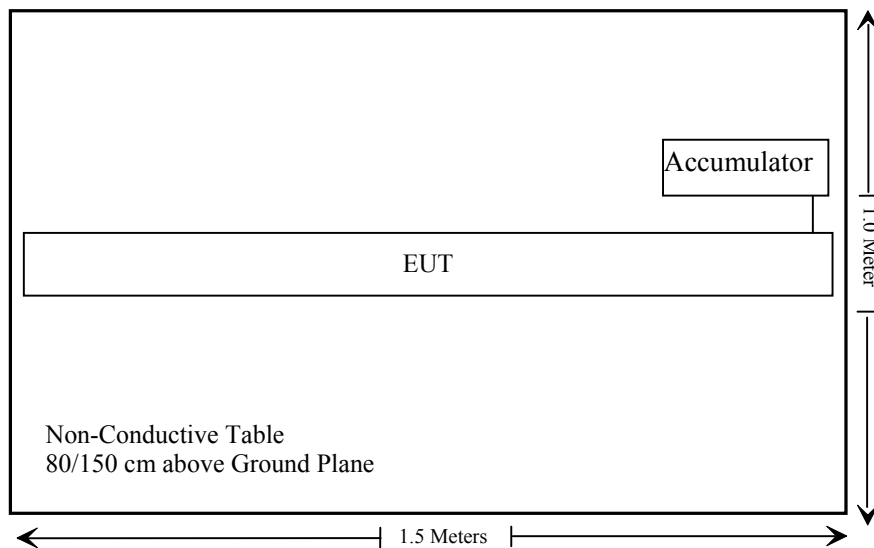 Accumulator
EUT
1.0 Meter
Non-Conductive Table
80/150 cm above Ground Plane
1.5 Meters